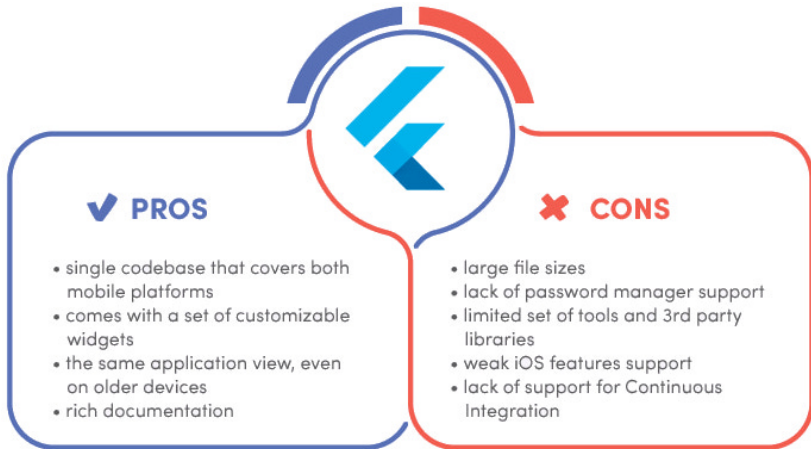 PROS
• single codebase that covers both
mobile platforms
• comes with a set of customizable
widgets
• the same application view, even
on older devices
• rich documentation
CONS
• large file sizes
• lack of password manager support
• limited set of tools and 3rd party
libraries
• weak iOS features support
• lack of support for Continuous
Integration